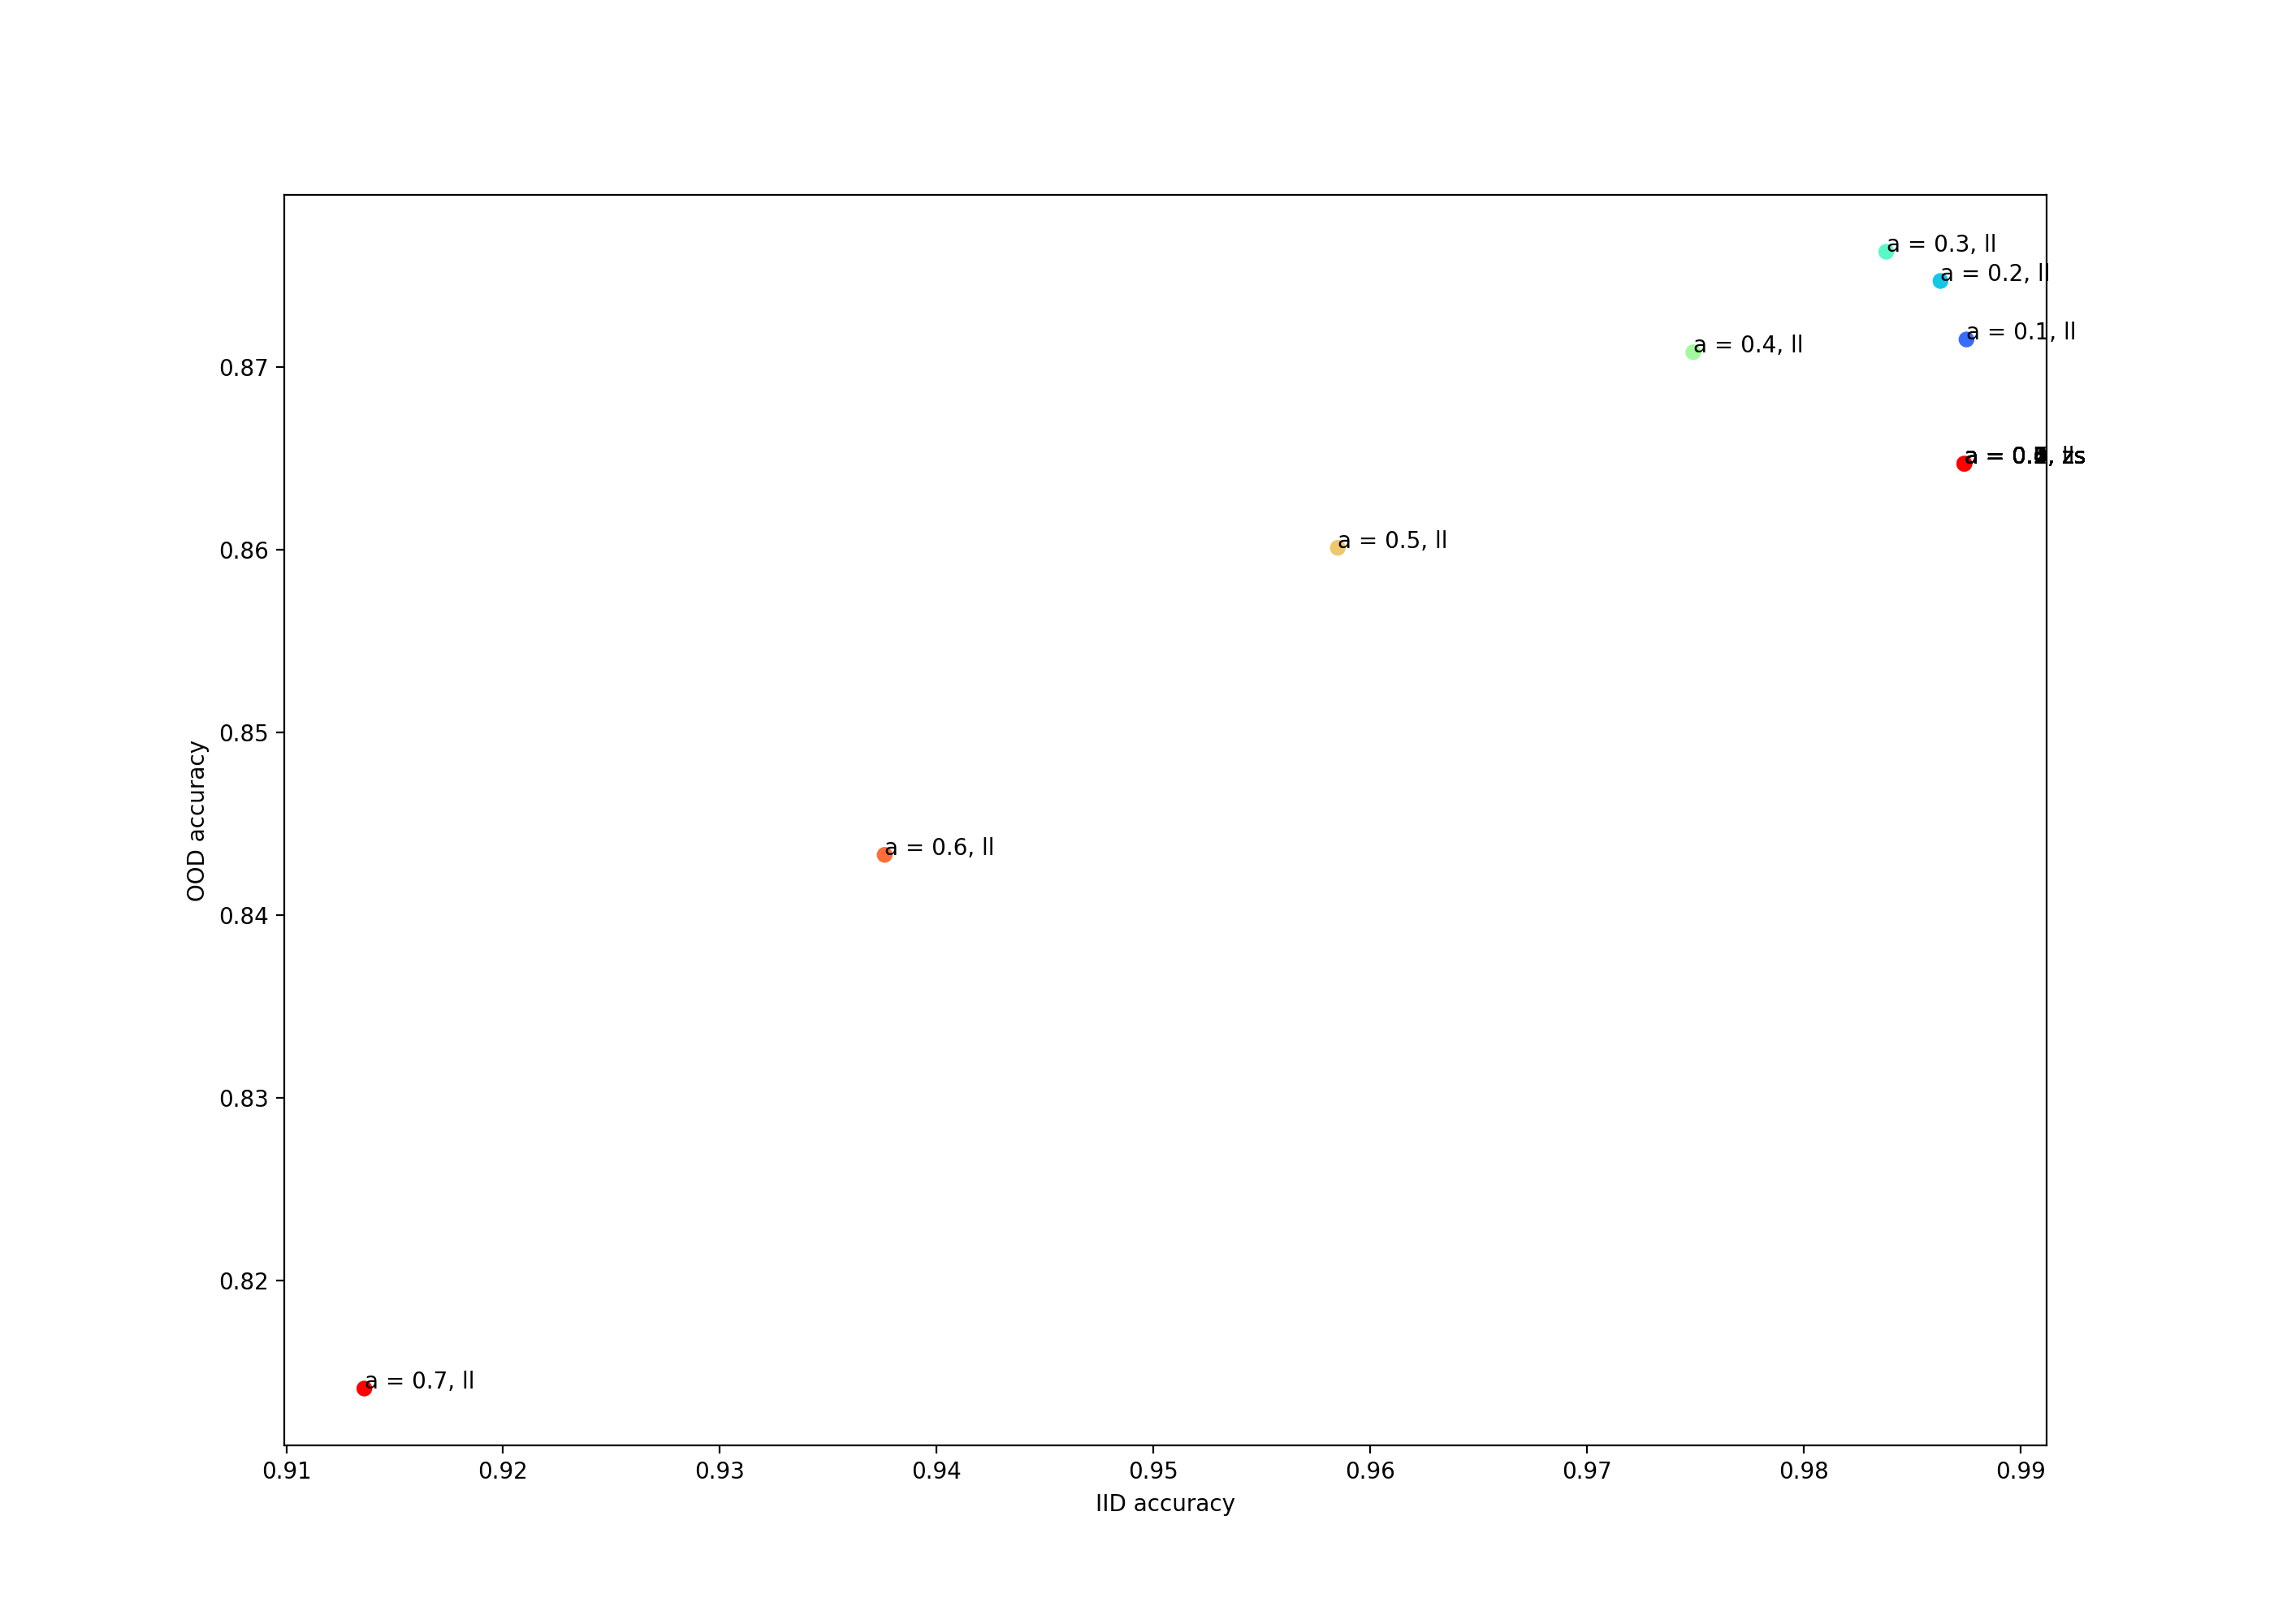 a = 0.3, ll
a = 0.2, ll
a = 0.1, ll
a = 0.4, ll
0.87
a = zs
a = 0.5, ll
0.86
0.85
OOD accuracy
a = 0.6, ll
0.84
0.83
0.82
a = 0.7, ll
0.91 0.92 0.93 0.94 0.95 0.96 0.97 0.98 0.99
IID accuracy